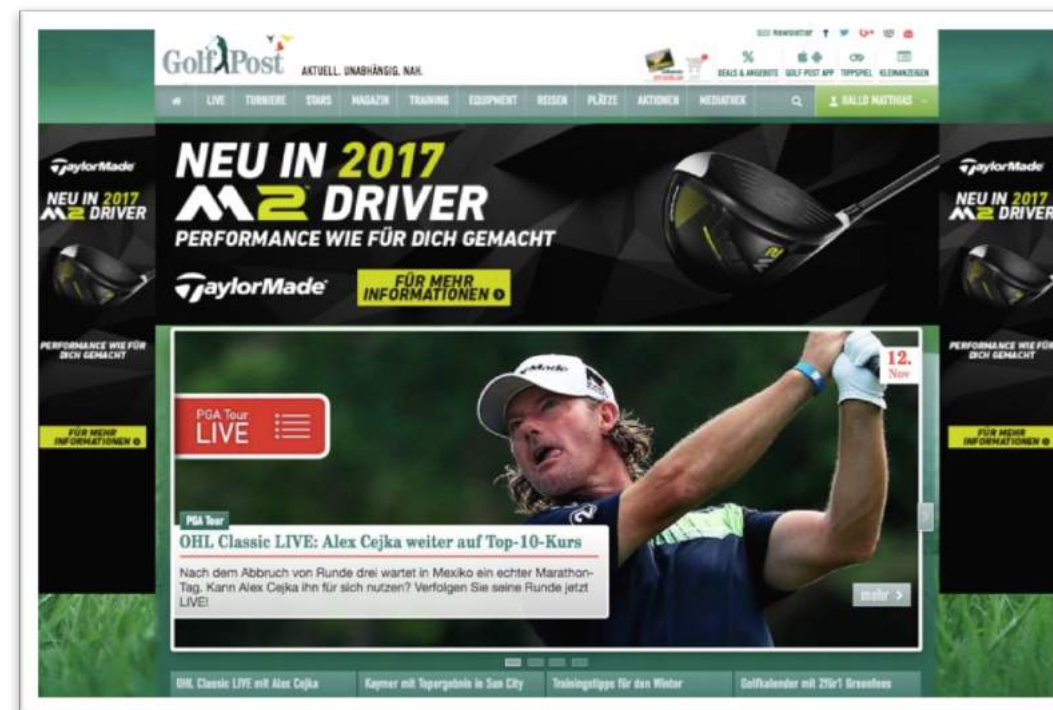 Newsletter
Golf Post
AKTUELL. UNABHÄNGIG. NAH.
DEALS & ANGEBOTE GOLF POST APP TIPPSPIEL KLEINANZEIGEN
LIVE TURNIERE STARS MAGAZIN TRAINING EQUIPMENT REISEN PLÄTZE AKTIONEN MEDIATHEK HALLO MATTHIAS
TaylorMade
NEU IN 2017
M2 DRIVER
PERFORMANCE WIE FÜR
DICH GEMACHT
FÜR MEHR
INFORMATIONEN
NEU IN 2017
M2 DRIVER
PERFORMANCE WIE FÜR DICH GEMACHT
TaylorMade
FÜR MEHR
INFORMATIONEN
M2
TaylorMade
NEU IN 2017
M2 DRIVER
PERFORMANCE WIE FÜR
DICH GEMACHT
FÜR MEHR
INFORMATIONEN
12.
Nov
PGA Tour
LIVE
PGA Tour
OHL Classic LIVE: Alex Cejka weiter auf Top-10-Kurs
Nach dem Abbruch von Runde drei wartet in Mexiko ein echter Marathon-
Tag. Kann Alex Cejka ihn für sich nutzen? Verfolgen Sie seine Runde jetzt
LIVE!
mehr
OHL Classic LIVE mit Alex Cejka
Kaymer mit Topergebnis in Sun City
Trainingstipps für den Winter
Golfkalender mit 2für1 Greenfees